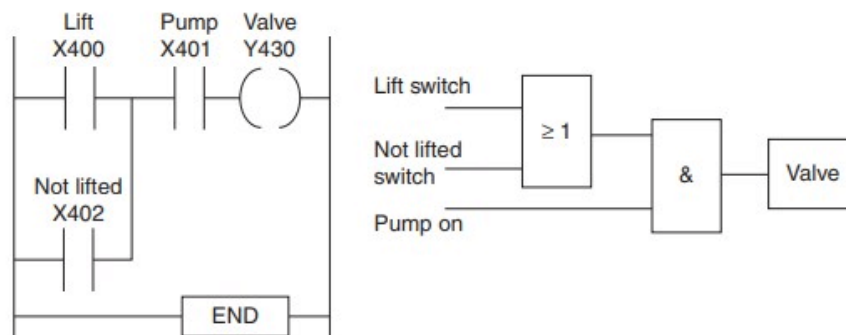 Lift
X400
Pump
X401
Valve
Y430
Not lifted
X402
END
Lift switch
≥ 1
Not lifted
switch
&
Valve
Pump on